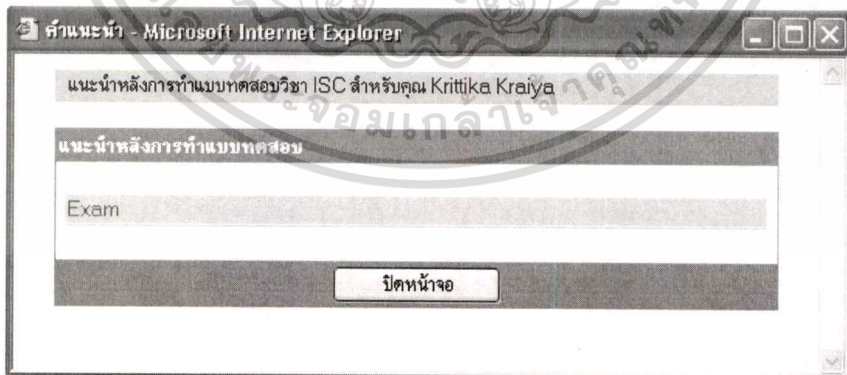 คำแนะนำ - Microsoft Internet Explorer
แนะนำหลังการทำแบบทดสอบวิชา ISC สำหรับคุณ Krittika Kraiya
แนะนำหลังการทำแบบทดสอบ
Exam
ปิดหน้าจอ